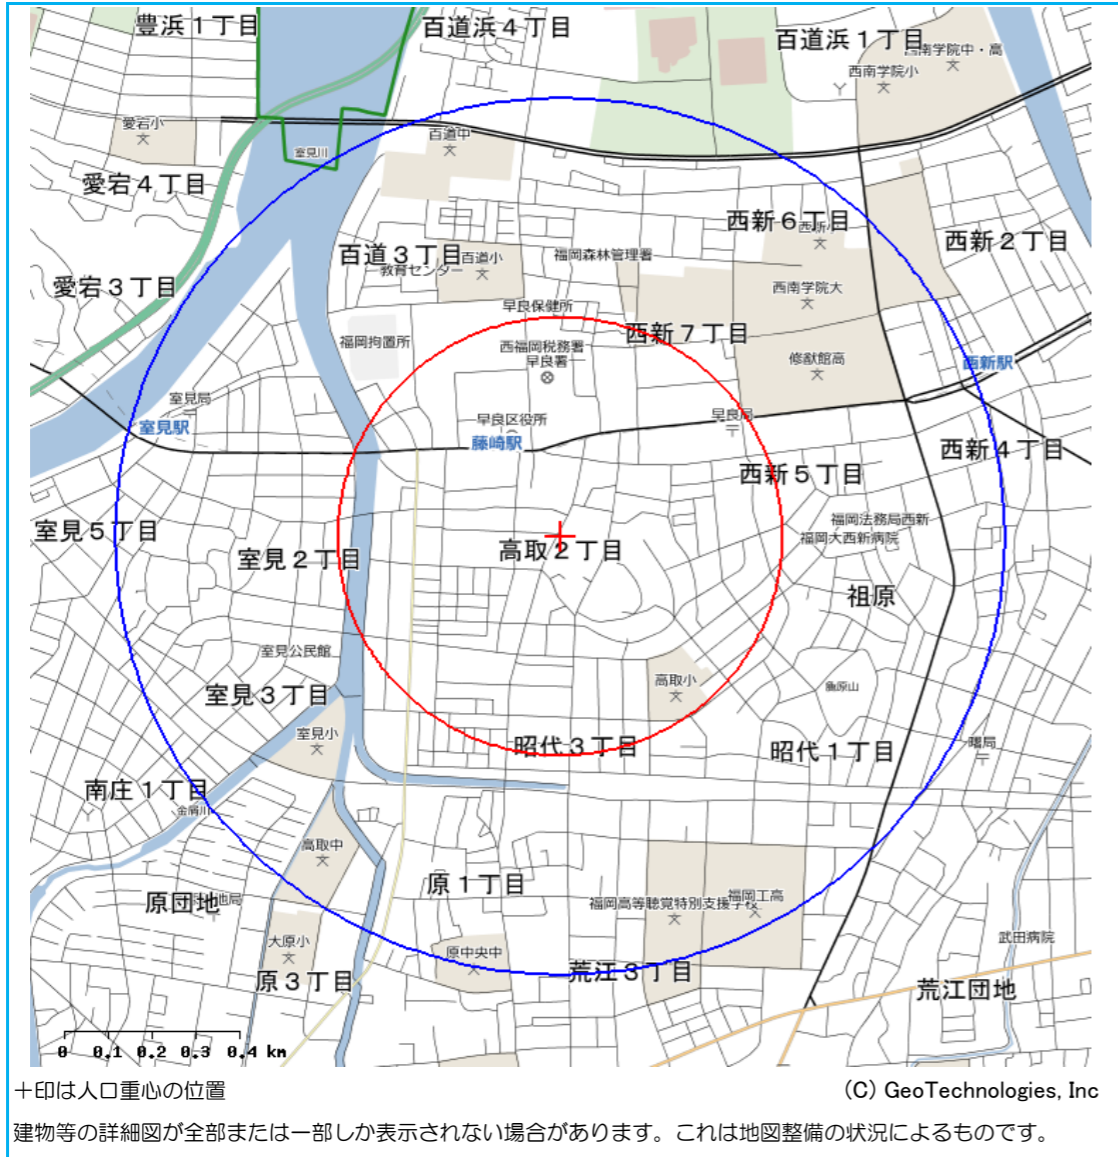 豊浜１丁目
百道浜４丁目
百道浜１丁目
西南学院中・高
西南学院小
愛宕小
室見川
百道中
愛宕４丁目
西新６丁目
西新小
西新２丁目
百道３丁目
百道小
教育センター
福岡森林管理署
愛宕３丁目
西南学院大
早良保健所
西新７丁目
福岡拘置所
西福岡税務署
早良署
修猷館高
西新駅
室見局
早良区役所
早良局
室見駅
藤崎駅
西新４丁目
西新５丁目
室見５丁目
福岡法務局西新
福岡大西新病院
高取２丁目
室見２丁目
祖原
室見公民館
高取小
室見３丁目
室見小
昭代３丁目
昭代１丁目
曙局
南庄１丁目
金屑川
高取中
原１丁目
原団地
福岡工高
福岡高等聴覚特別支援学校
大原小
原中央中
武田病院
原３丁目
荒江３丁目
荒江団地
0 0.1 0.2 0.3 0.4 km
＋印は人口重心の位置
(C) GeoTechnologies, Inc
建物等の詳細図が全部または一部しか表示されない場合があります。これは地図整備の状況によるものです。